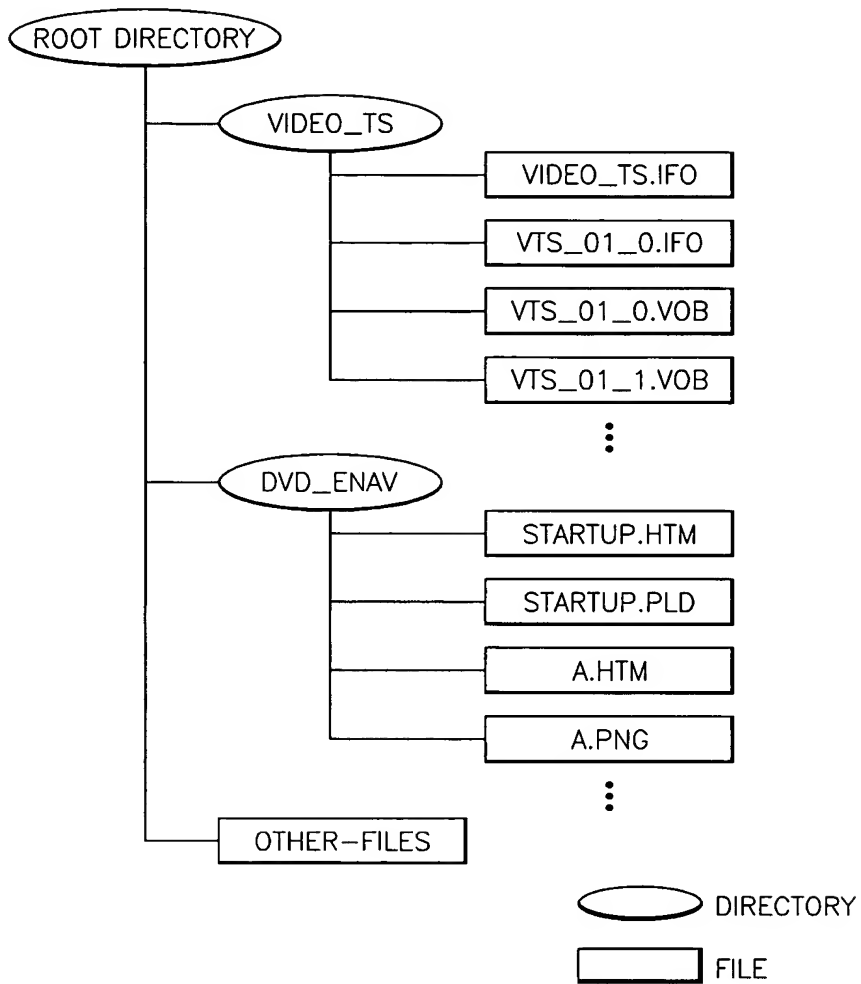 ROOT DIRECTORY
VIDEO_TS
VIDEO_TS.IFO
VTS_01_0.IFO
VTS_01_0.VOB
VTS_01_1.VOB
DVD_ENAV
STARTUP.HTM
STARTUP.PLD
A.HTM
A.PNG
OTHER-FILES
DIRECTORY
FILE